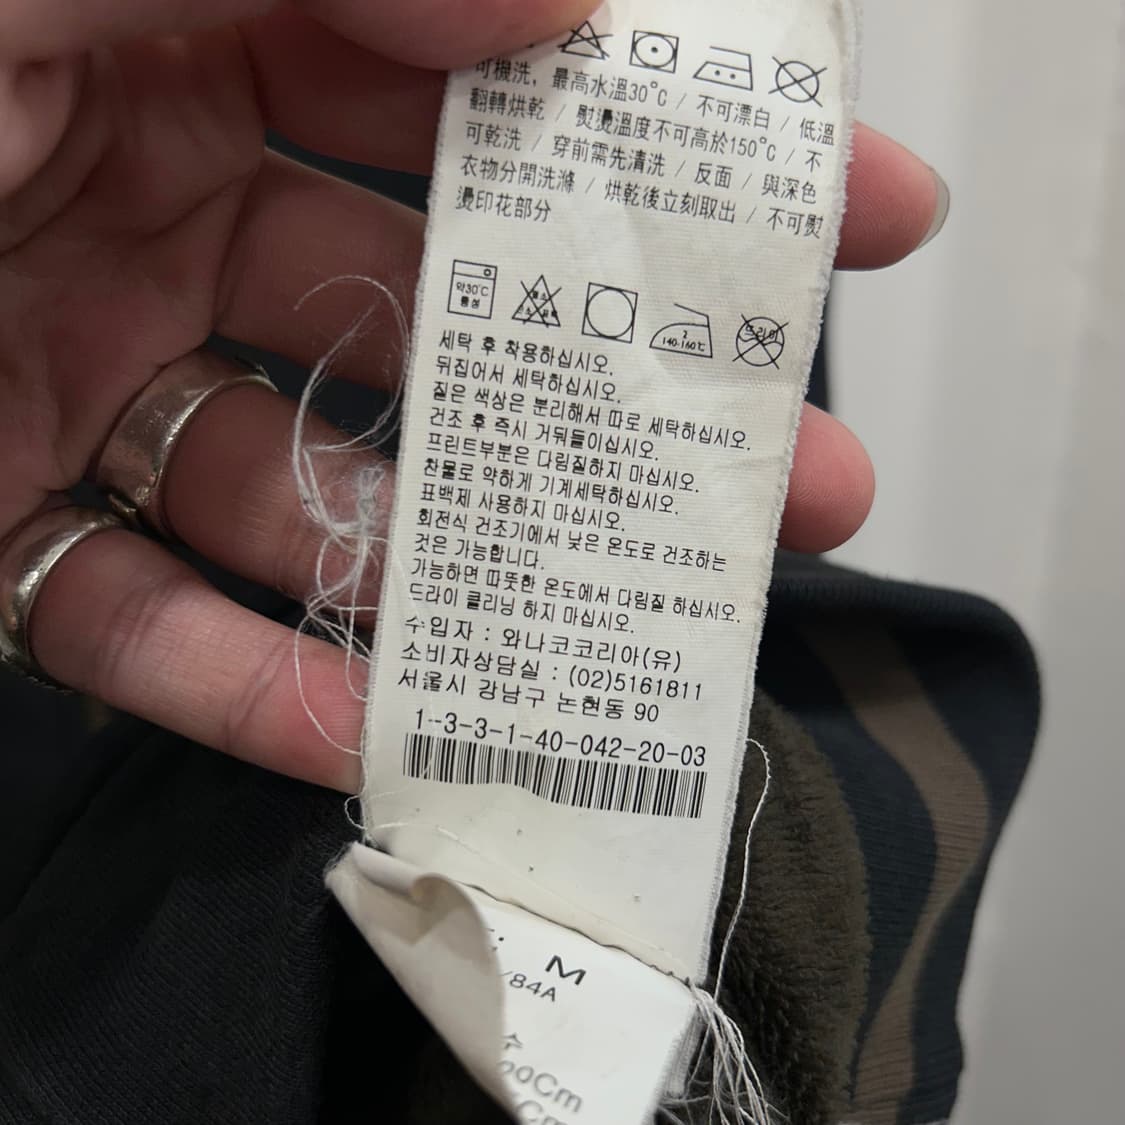 可機洗，最高水溫30°C / 不可漂白 / 低溫
翻轉烘乾 / 熨燙溫度不可高於150°C / 不
可乾洗 / 穿前需先清洗 / 反面 / 與深色
衣物分開洗滌 / 烘乾後立刻取出 / 不可熨
燙印花部分
약30℃
중성
드라이
2
140-160℃
세탁 후 착용하십시오.
뒤집어서 세탁하십시오.
짙은 색상은 분리해서 따로 세탁하십시오.
건조 후 즉시 거둬들이십시오.
프린트부분은 다림질하지 마십시오.
찬물로 약하게 기계세탁하십시오.
표백제 사용하지 마십시오.
회전식 건조기에서 낮은 온도로 건조하는
것은 가능합니다.
가능하면 따뜻한 온도에서 다림질 하십시오.
드라이 클리닝 하지 마십시오.
수입자 : 와나코코리아(유)
소비자상담실 : (02)5161811
서울시 강남구 논현동 90
1-3-3-1-40-042-20-03
M
/84A